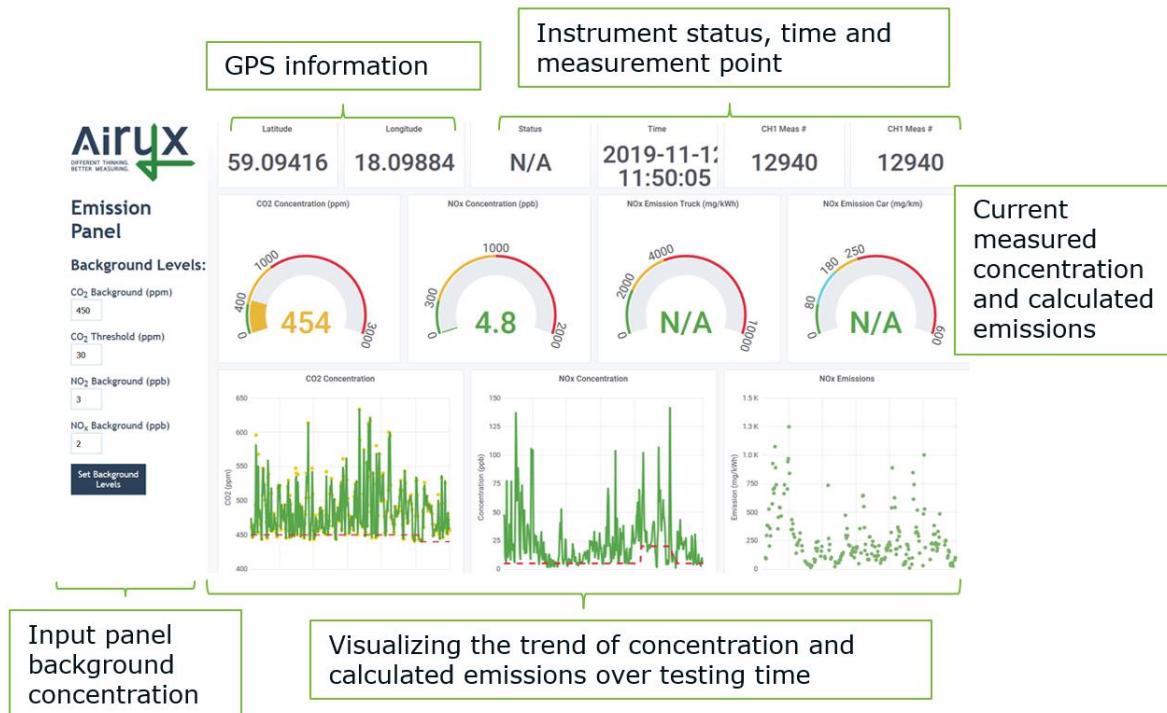 GPS information
Instrument status, time and
measurement point
Airyx
DIFFERENT THINKING.
BETTER MEASURING.
Latitude
59.09416
Longitude
18.09884
Status
N/A
Time
2019-11-12
11:50:05
CH1 Meas #
12940
CH1 Meas #
12940
Emission
Panel
Background Levels:
CO2 Background (ppm)
450
CO2 Threshold (ppm)
30
NO2 Background (ppb)
3
NOx Background (ppb)
2
Set Background
Levels
CO2 Concentration (ppm)
0
400
1000
3000
454
NOx Concentration (ppb)
0
300
1000
2000
4.8
NOx Emission Truck (mg/kWh)
0
2000
4000
10000
N/A
NOx Emission Car (mg/km)
0
80
180
250
600
N/A
Current
measured
concentration
and calculated
emissions
CO2 Concentration
CO2 (ppm)
650
600
550
500
450
400
NOx Concentration
Concentration (ppb)
150
125
100
75
50
25
0
NOx Emissions
Emission (mg/kWh)
1.5 K
1.3 K
1.0 K
750
500
250
0
Input panel
background
concentration
Visualizing the trend of concentration and
calculated emissions over testing time